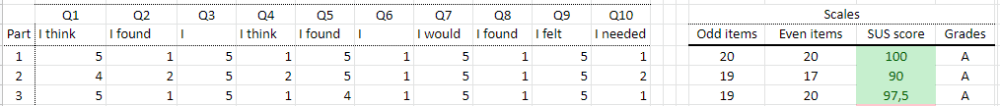 Q1 Q2 Q3 Q4 Q5 Q6 Q7 Q8 Q9 Q10 Scales
Part I think I found I I think I found I I would I found I felt I needed Odd items Even items SUS score Grades
1 5 1 5 1 5 1 5 1 5 1 20 20 100 A
2 4 2 5 2 5 1 5 1 5 2 19 17 90 A
3 5 1 5 1 4 1 5 1 5 1 19 20 97,5 A